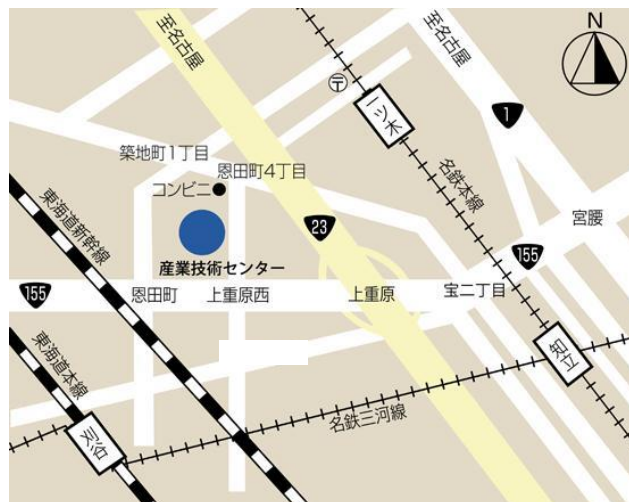 至名古屋
至名古屋
N
一ツ木
1
築地町1丁目
恩田町4丁目
コンビニ
名鉄本線
東海道新幹線
23
宮腰
155
産業技術センター
155
恩田町
上重原西
上重原
宝二丁目
東海道本線
知立
名鉄三河線
刈谷